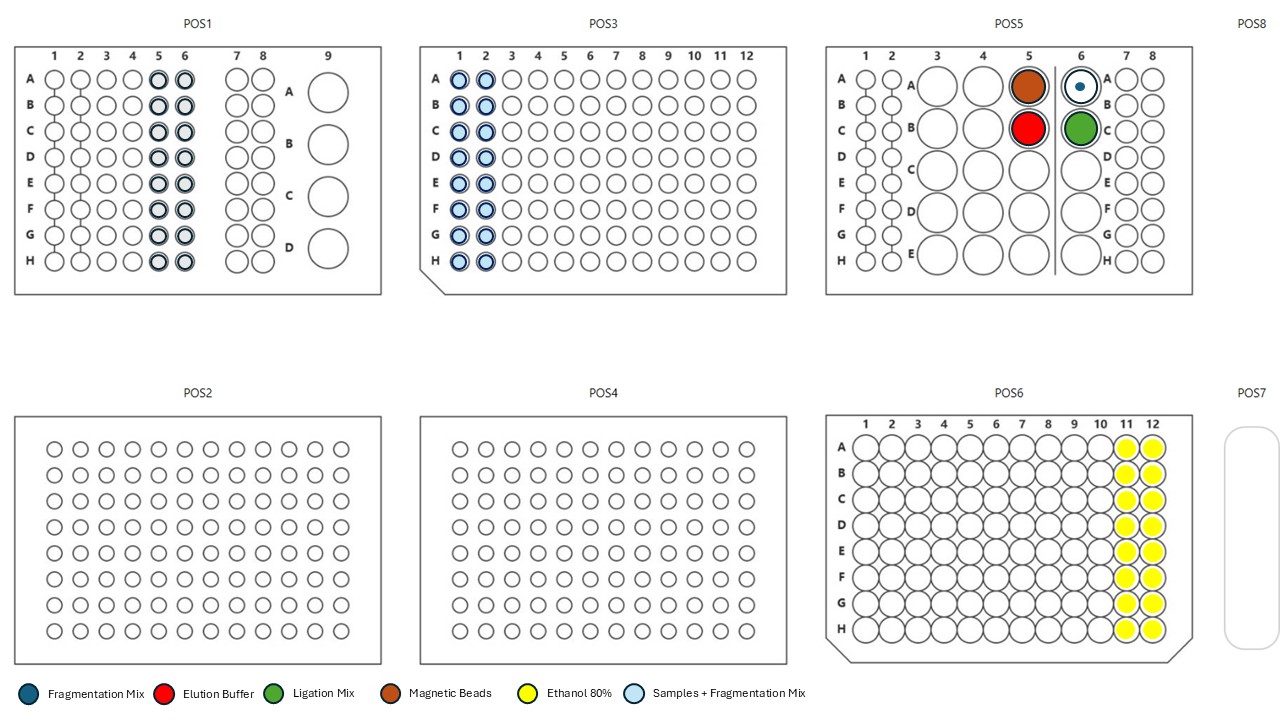 POS1 POS3 POS5 POS8
1 2 3 4 5 6 7 8 9
A
B
C
D
E
F
G
H
A
B
C
D
1 2 3 4 5 6 7 8 9 10 11 12
A
B
C
D
E
F
G
H
1 2 3 4 5 6 7 8
A
B
C
D
E
F
G
H
A
B
C
D
E
A
B
C
D
E
F
G
H
POS2 POS4 POS6 POS7
1 2 3 4 5 6 7 8 9 10 11 12
A
B
C
D
E
F
G
H
Fragmentation Mix Elution Buffer Ligation Mix Magnetic Beads Ethanol 80% Samples + Fragmentation Mix